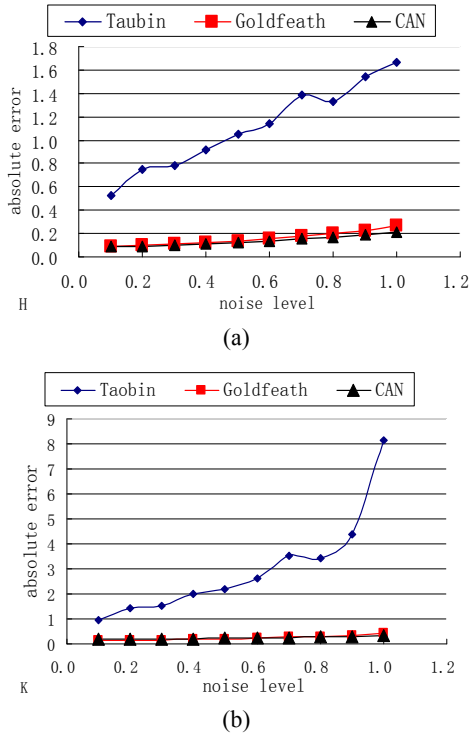 Taubin Goldfeath CAN
1.8
1.6
1.4
1.2
1.0
0.8
0.6
0.4
0.2
0.0
absolute error
0.0 0.2 0.4 0.6 0.8 1.0 1.2
H noise level
(a)
Taobin Goldfeath CAN
9
8
7
6
5
4
3
2
1
0
absolute error
0.0 0.2 0.4 0.6 0.8 1.0 1.2
K noise level
(b)